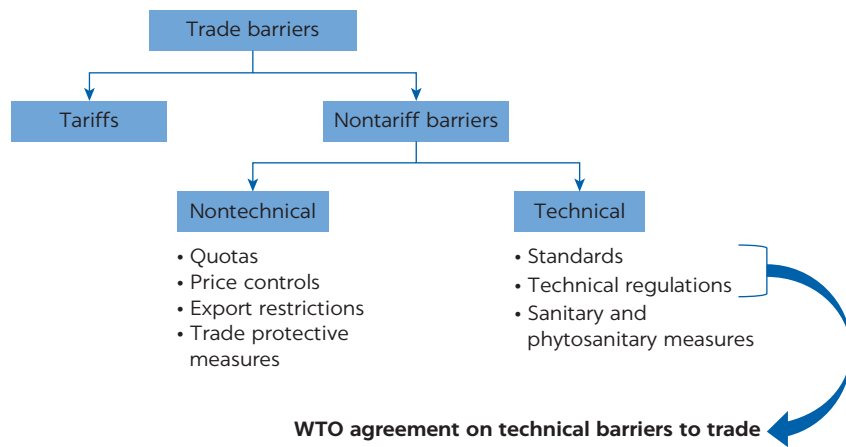 Trade barriers
Tariffs
Nontariff barriers
Nontechnical
• Quotas
• Price controls
• Export restrictions
• Trade protective
measures
Technical
• Standards
• Technical regulations
• Sanitary and
phytosanitary measures
WTO agreement on technical barriers to trade